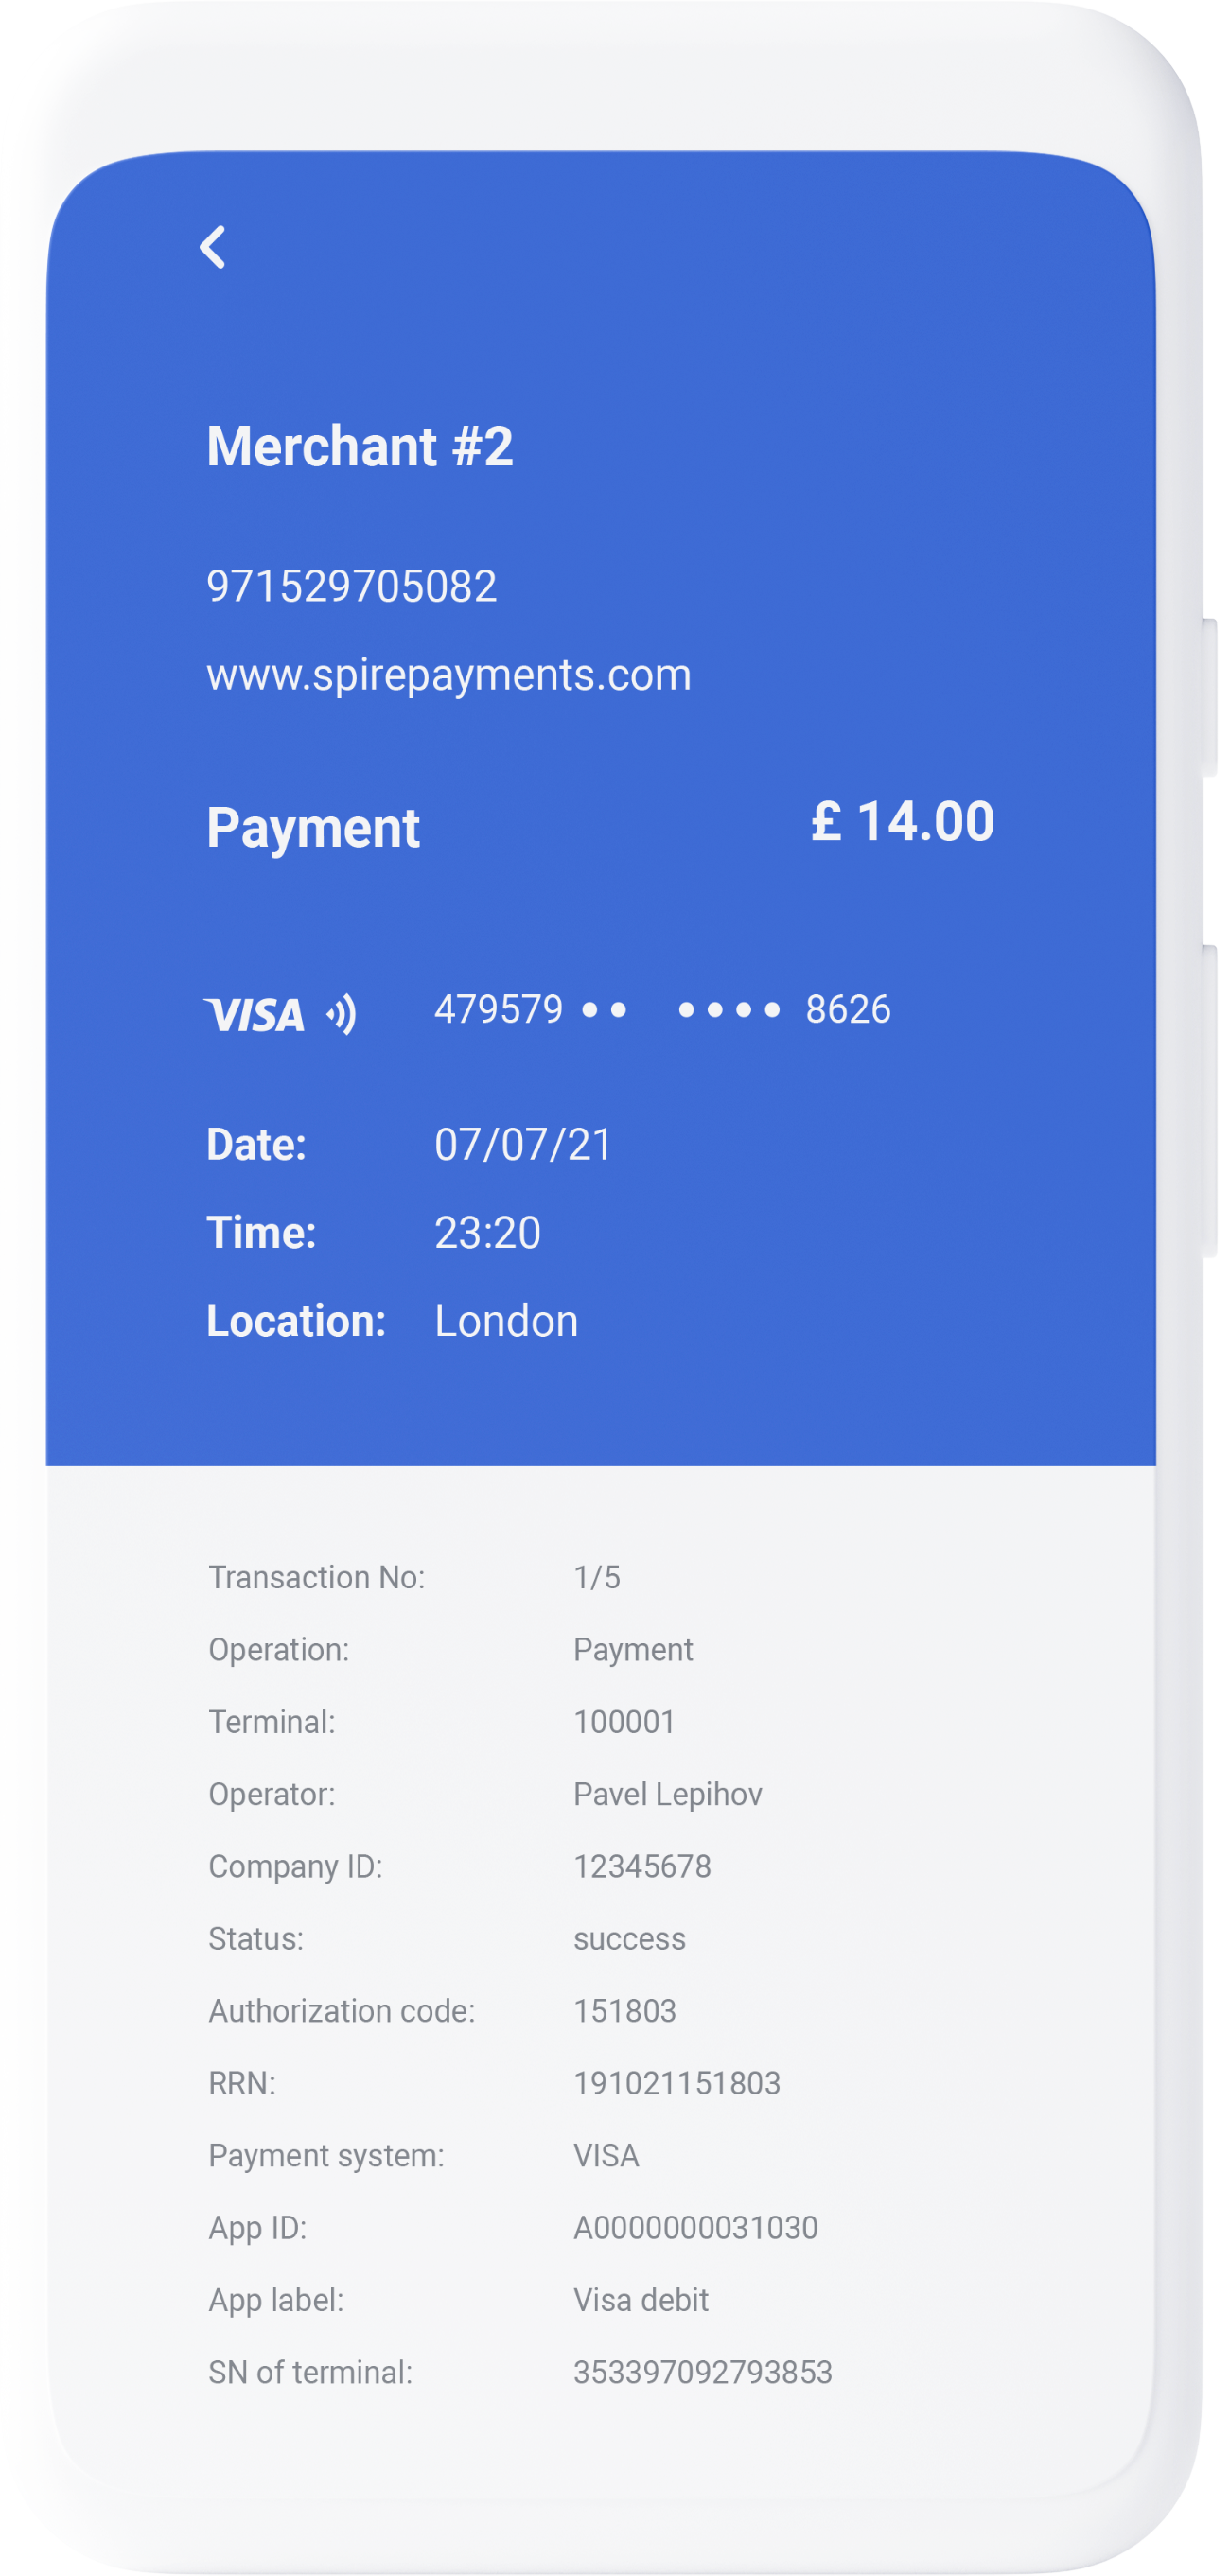 Merchant #2
971529705082
www.spirepayments.com
Payment £ 14.00
VISA 479579 •• •••• 8626
Date: 07/07/21
Time: 23:20
Location: London
Transaction No: 1/5
Operation: Payment
Terminal: 100001
Operator: Pavel Lepihov
Company ID: 12345678
Status: success
Authorization code: 151803
RRN: 191021151803
Payment system: VISA
App ID: A0000000031030
App label: Visa debit
SN of terminal: 353397092793853